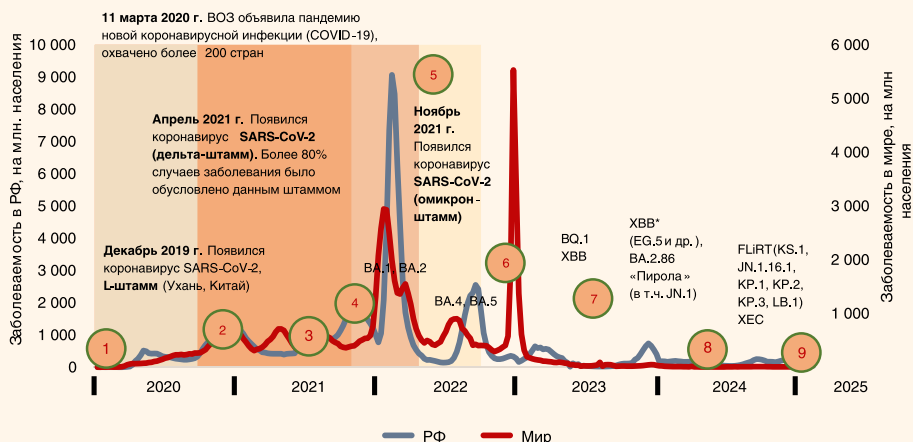 11 марта 2020 г. ВОЗ объявила пандемию
новой коронавирусной инфекции (COVID-19),
охвачено более 200 стран
Заболеваемость в РФ, на млн. населения
10 000
9 000
8 000
7 000
6 000
5 000
4 000
3 000
2 000
1 000
0
Апрель 2021 г. Появился
коронавирус SARS-CoV-2
(дельта-штамм). Более 80%
случаев заболевания было
обусловлено данным штаммом
Декабрь 2019 г. Появился
коронавирус SARS-CoV-2,
L-штамм (Ухань, Китай)
Ноябрь
2021 г.
Появился
коронавирус
SARS-CoV-2
(омикрон-
штамм)
BA.1, BA.2
BA.4, BA.5
BQ.1
XBB
XBB*
(EG.5 и др.),
BA.2.86
«Пирола»
(в т.ч. JN.1)
FLiRT(KS.1,
JN.1.16.1,
KP.1, KP.2,
KP.3, LB.1)
XEC
1
2
3
4
5
6
7
8
9
6 000
5 000
4 000
3 000
2 000
1 000
0
Заболеваемость в мире, на млн
населения
2020
2021
2022
2023
2024
2025
РФ
Мир